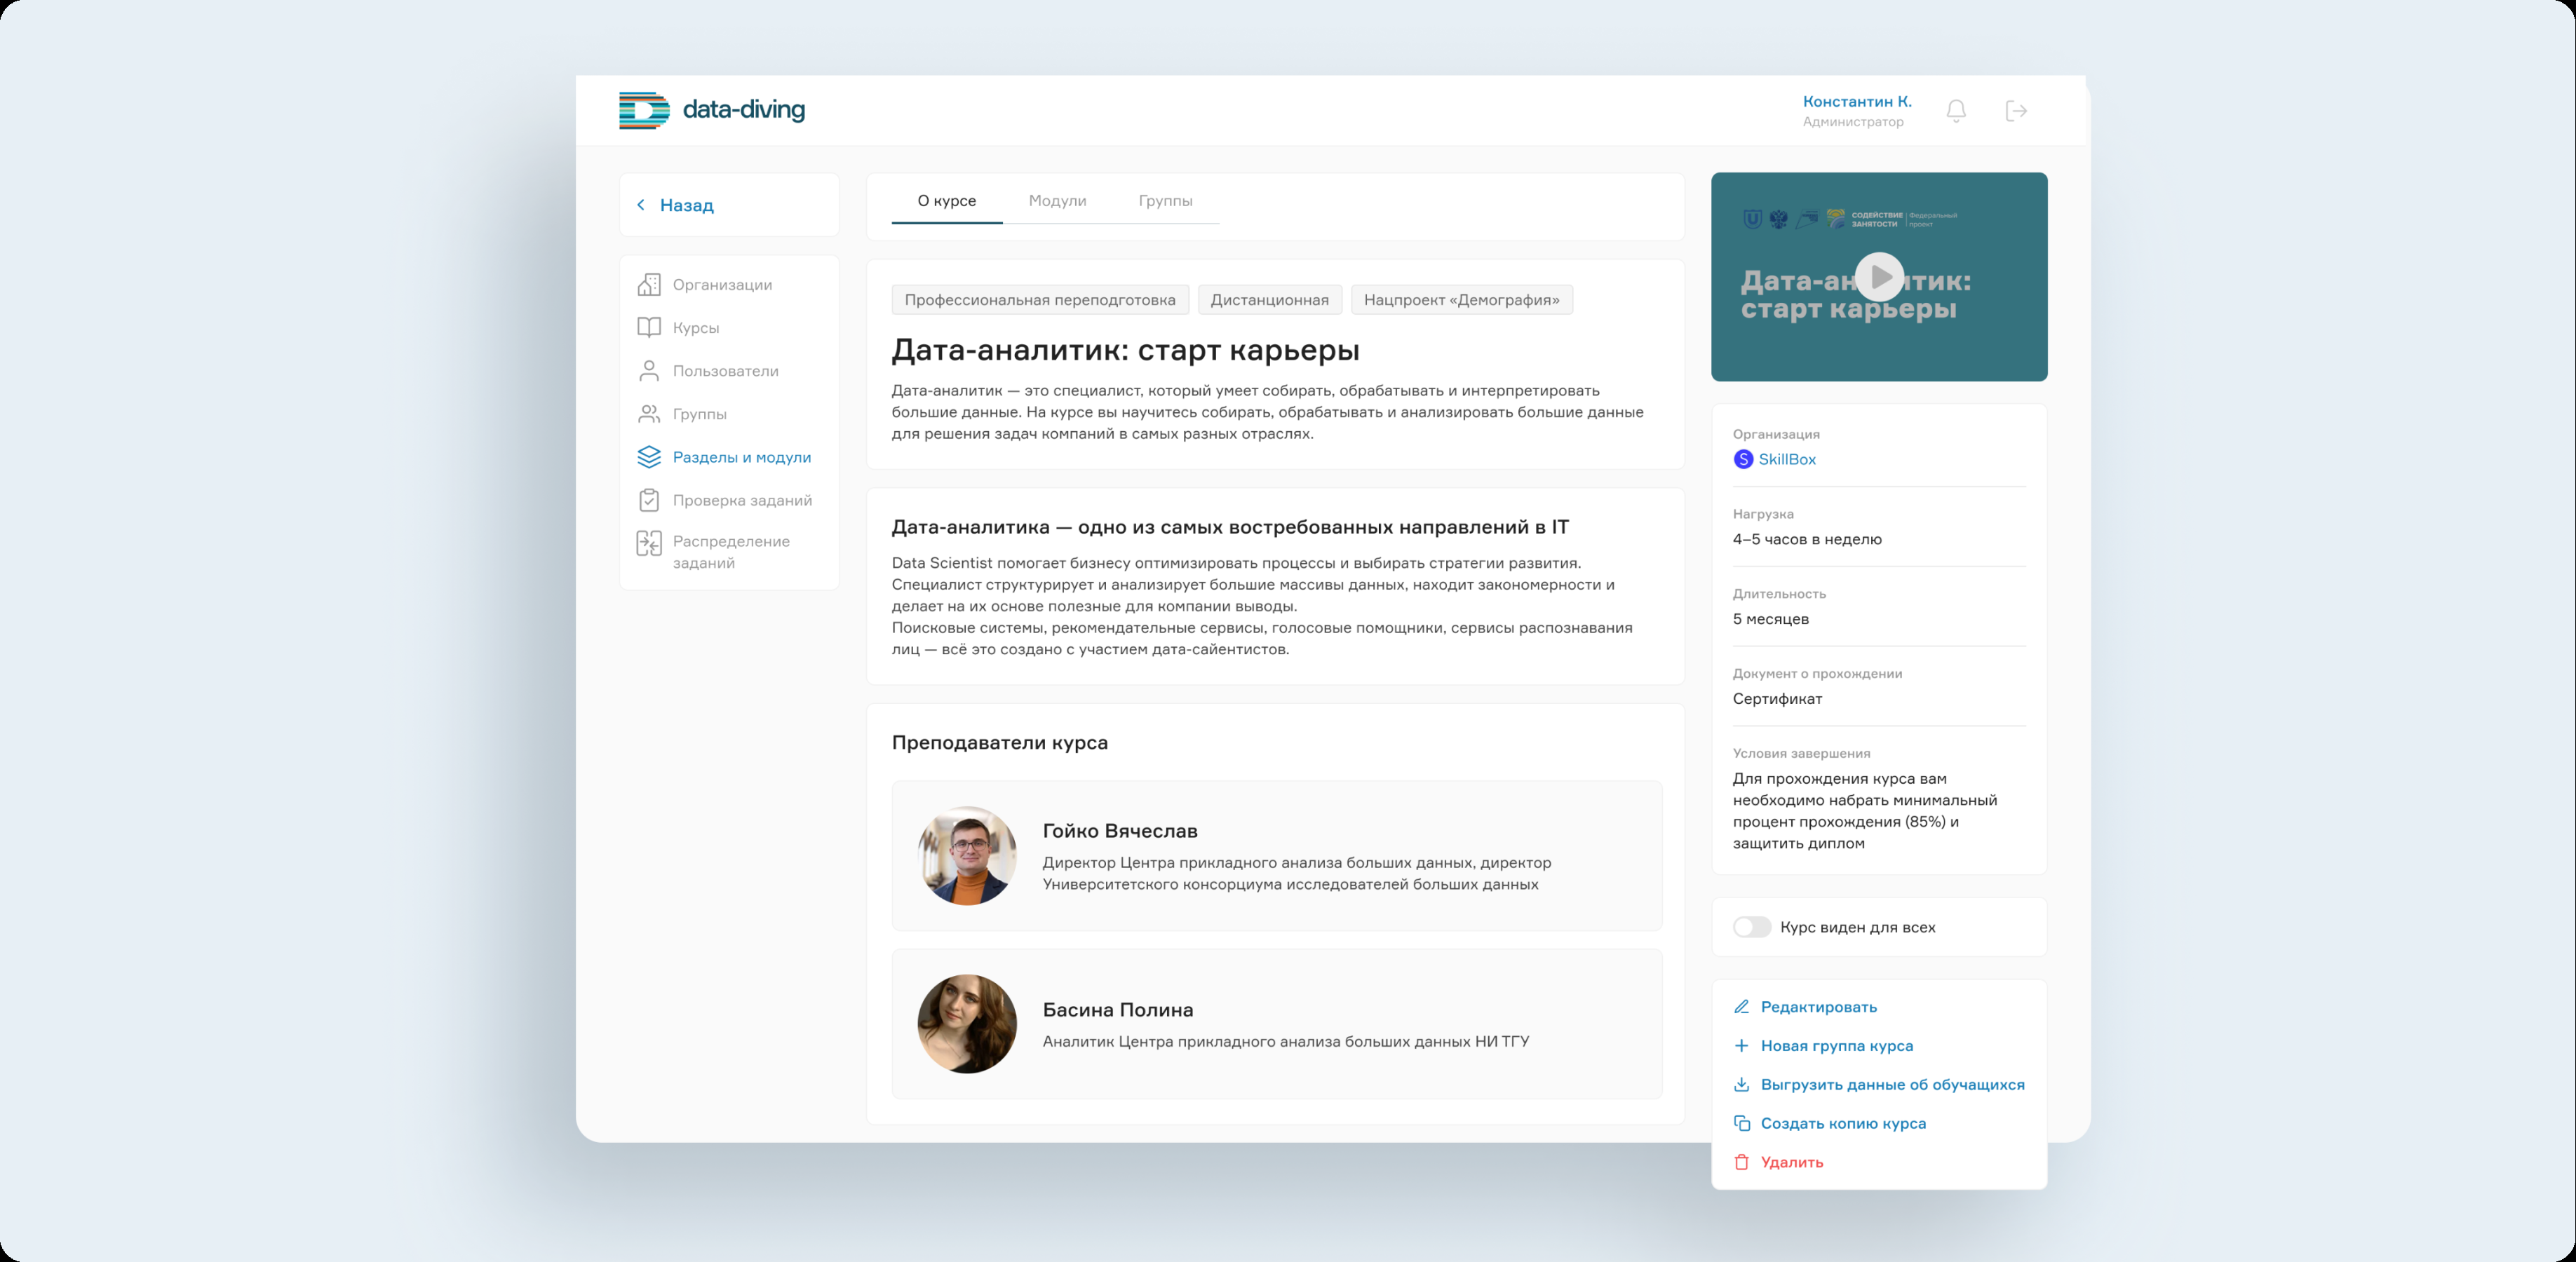 data-diving
Константин К.
Администратор
Назад
Организации
Курсы
Пользователи
Группы
Разделы и модули
Проверка заданий
Распределение
заданий
О курсе
Модули
Группы
Профессиональная переподготовка
Дистанционная
Нацпроект «Демография»
Дата-аналитик: старт карьеры
Дата-аналитик — это специалист, который умеет собирать, обрабатывать и интерпретировать
большие данные. На курсе вы научитесь собирать, обрабатывать и анализировать большие данные
для решения задач компаний в самых разных отраслях.
Дата-аналитика — одно из самых востребованных направлений в IT
Data Scientist помогает бизнесу оптимизировать процессы и выбирать стратегии развития.
Специалист структурирует и анализирует большие массивы данных, находит закономерности и
делает на их основе полезные для компании выводы.
Поисковые системы, рекомендательные сервисы, голосовые помощники, сервисы распознавания
лиц — всё это создано с участием дата-сайентистов.
Преподаватели курса
Гойко Вячеслав
Директор Центра прикладного анализа больших данных, директор
Университетского консорциума исследователей больших данных
Басина Полина
Аналитик Центра прикладного анализа больших данных НИ ТГУ
СОДЕЙСТВИЕ
ЗАНЯТОСТИ
Федеральный
проект
старт карьеры
Организация
S SkillBox
Нагрузка
4–5 часов в неделю
Длительность
5 месяцев
Документ о прохождении
Сертификат
Условия завершения
Для прохождения курса вам
необходимо набрать минимальный
процент прохождения (85%) и
защитить диплом
Курс виден для всех
Редактировать
Новая группа курса
Выгрузить данные об обучащихся
Создать копию курса
Удалить